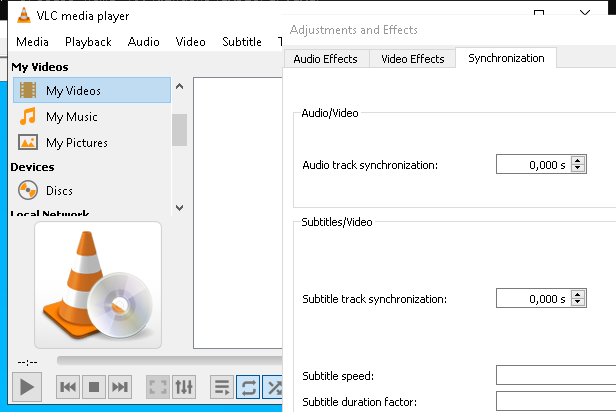 VLC media player
Adjustments and Effects
Media Playback Audio Video Subtitle T
Audio Effects Video Effects Synchronization
My Videos
My Videos
My Music
My Pictures
Devices
Discs
Local Network
Audio/Video
Audio track synchronization: 0,000 s
Subtitles/Video
Subtitle track synchronization: 0,000 s
Subtitle speed:
Subtitle duration factor:
--:--